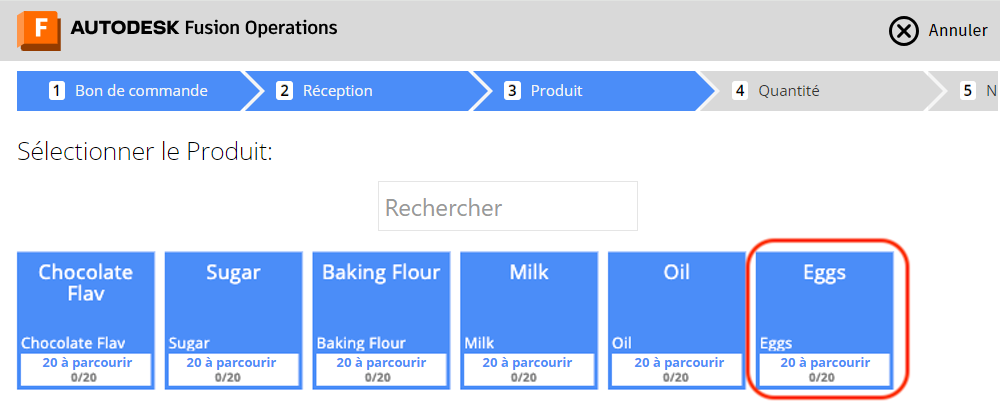 F AUTODESK Fusion Operations
Annuler
1 Bon de commande
2 Réception
3 Produit
4 Quantité
5 N
Sélectionner le Produit:
Rechercher
Chocolate
Flav
Chocolate Flav
20 à parcourir
0/20
Sugar
Sugar
20 à parcourir
0/20
Baking Flour
Baking Flour
20 à parcourir
0/20
Milk
Milk
20 à parcourir
0/20
Oil
Oil
20 à parcourir
0/20
Eggs
Eggs
20 à parcourir
0/20